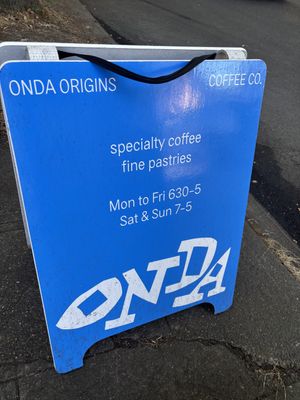 ONDA ORIGINS COFFEE CO.
specialty coffee
fine pastries
Mon to Fri 630-5
Sat & Sun 7-5
ONDA